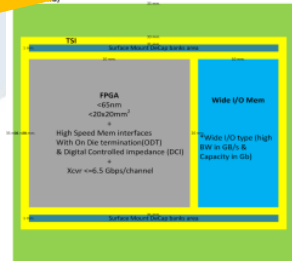 TSI
Surface Mount DeCap banks area
FPGA
<65nm
<20x20mm²
+
High Speed Mem interfaces
With On Die termination(ODT)
& Digital Controlled impedance (DCI)
+
Xcvr <=6.5 Gbps/channel
Wide I/O Mem
*Wide I/O type (high
BW in GB/s &
Capacity in Gb)
Surface Mount DeCap banks area